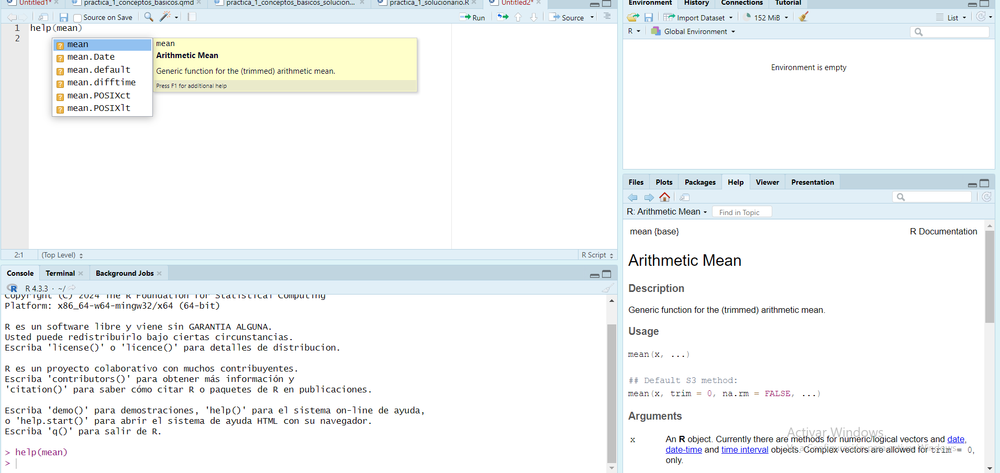 Untitled1*
practica_1_conceptos_basicos.qmd
practica_1_conceptos_basicos_solucion...
practica_1_solucionario.R
Untitled2*
Source on Save
Run
Source
1 help(mean)
2
mean
mean.Date
mean.default
mean.difftime
mean.POSIXct
mean.POSIXlt
mean
Arithmetic Mean
Generic function for the (trimmed) arithmetic mean.
Press F1 for additional help
2:1
(Top Level)
R Script
Console
Terminal
Background Jobs
R 4.3.3 · ~/
Copyright (C) 2024 The R Foundation for Statistical Computing
Platform: x86_64-w64-mingw32/x64 (64-bit)
R es un software libre y viene sin GARANTIA ALGUNA.
Usted puede redistribuirlo bajo ciertas circunstancias.
Escriba 'license()' o 'licence()' para detalles de distribucion.
R es un proyecto colaborativo con muchos contribuyentes.
Escriba 'contributors()' para obtener más información y
'citation()' para saber cómo citar R o paquetes de R en publicaciones.
Escriba 'demo()' para demostraciones, 'help()' para el sistema on-line de ayuda,
o 'help.start()' para abrir el sistema de ayuda HTML con su navegador.
Escriba 'q()' para salir de R.
> help(mean)
>
Environment
History
Connections
Tutorial
Import Dataset
152 MiB
List
R
Global Environment
Environment is empty
Files
Plots
Packages
Help
Viewer
Presentation
R: Arithmetic Mean
Find in Topic
mean {base}
R Documentation
Arithmetic Mean
Description
Generic function for the (trimmed) arithmetic mean.
Usage
mean(x, ...)
## Default S3 method:
mean(x, trim = 0, na.rm = FALSE, ...)
Arguments
x
An R object. Currently there are methods for numeric/logical vectors and date,
date-time and time interval objects. Complex vectors are allowed for trim = 0,
only.
Activar Windows
Ve a Configuración para activar Windows.